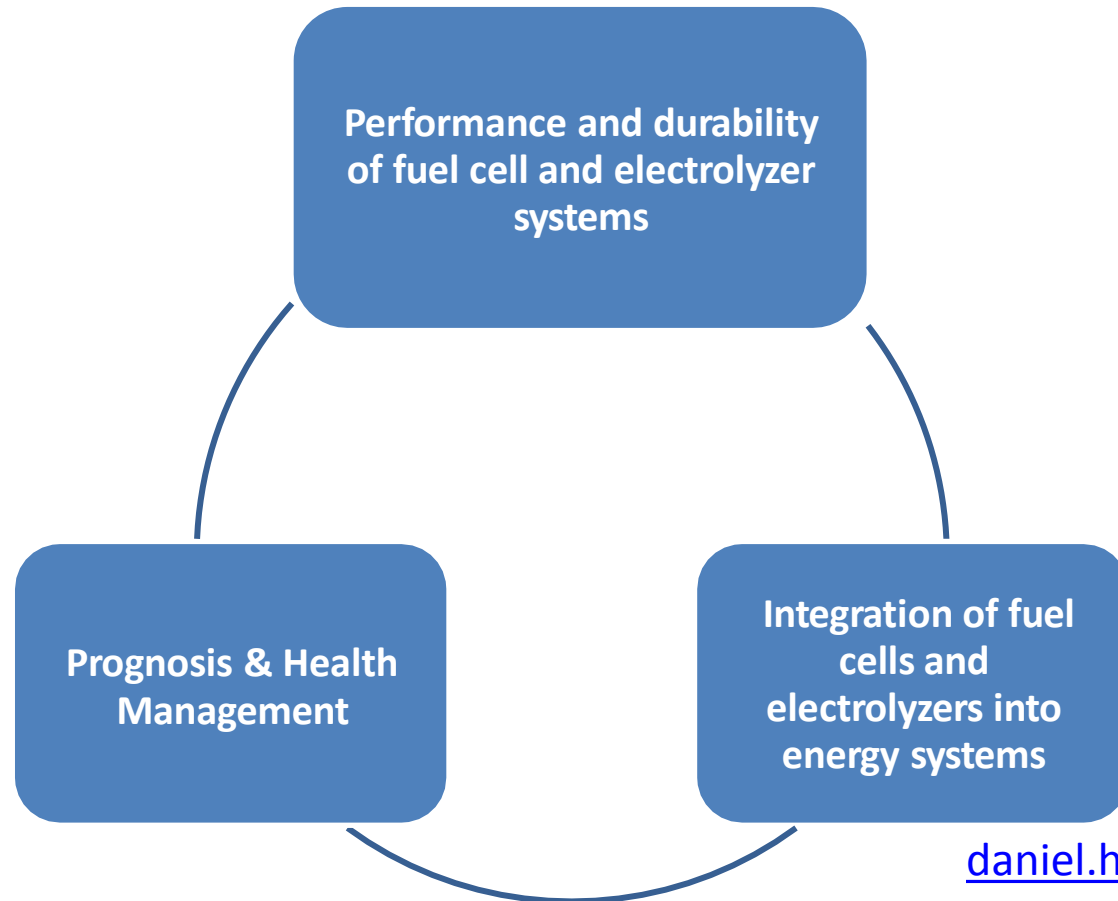 Performance and durability
of fuel cell and electrolyzer
systems
Prognosis & Health
Management
Integration of fuel
cells and
electrolyzers into
energy systems
daniel.h